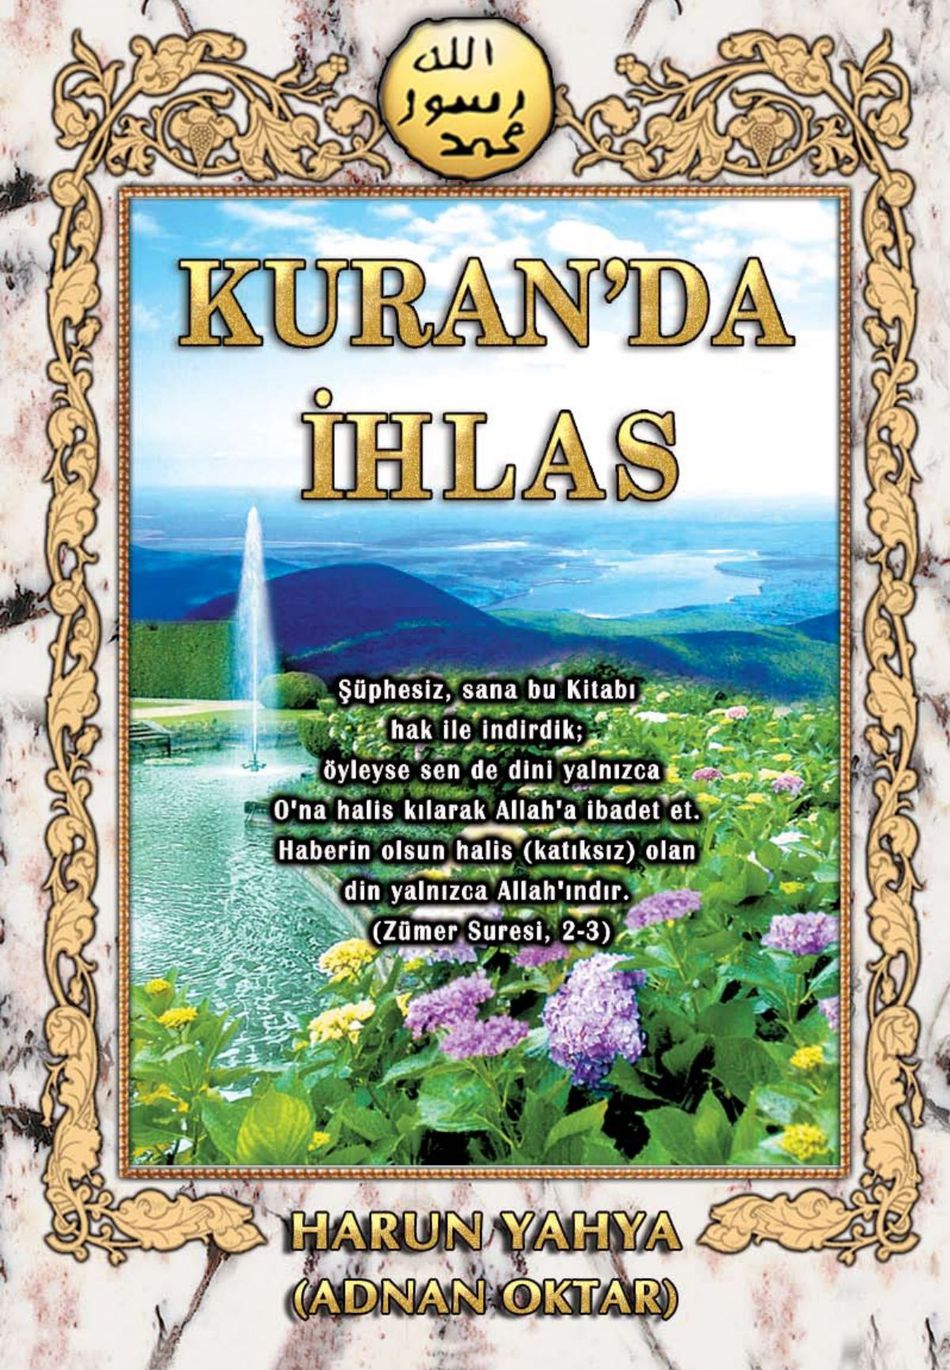 الله
رسور
محمد
KURAN'DA
İHLAS
Şüphesiz, sana bu Kitabı
hak ile indirdik;
öyleyse sen de dini yalnızca
O'na halis kılarak Allah'a ibadet et.
Haberin olsun halis (katıksız) olan
din yalnızca Allah'ındır.
(Zümer Suresi, 2-3)
HARUN YAHYA
(ADNAN OKTAR)